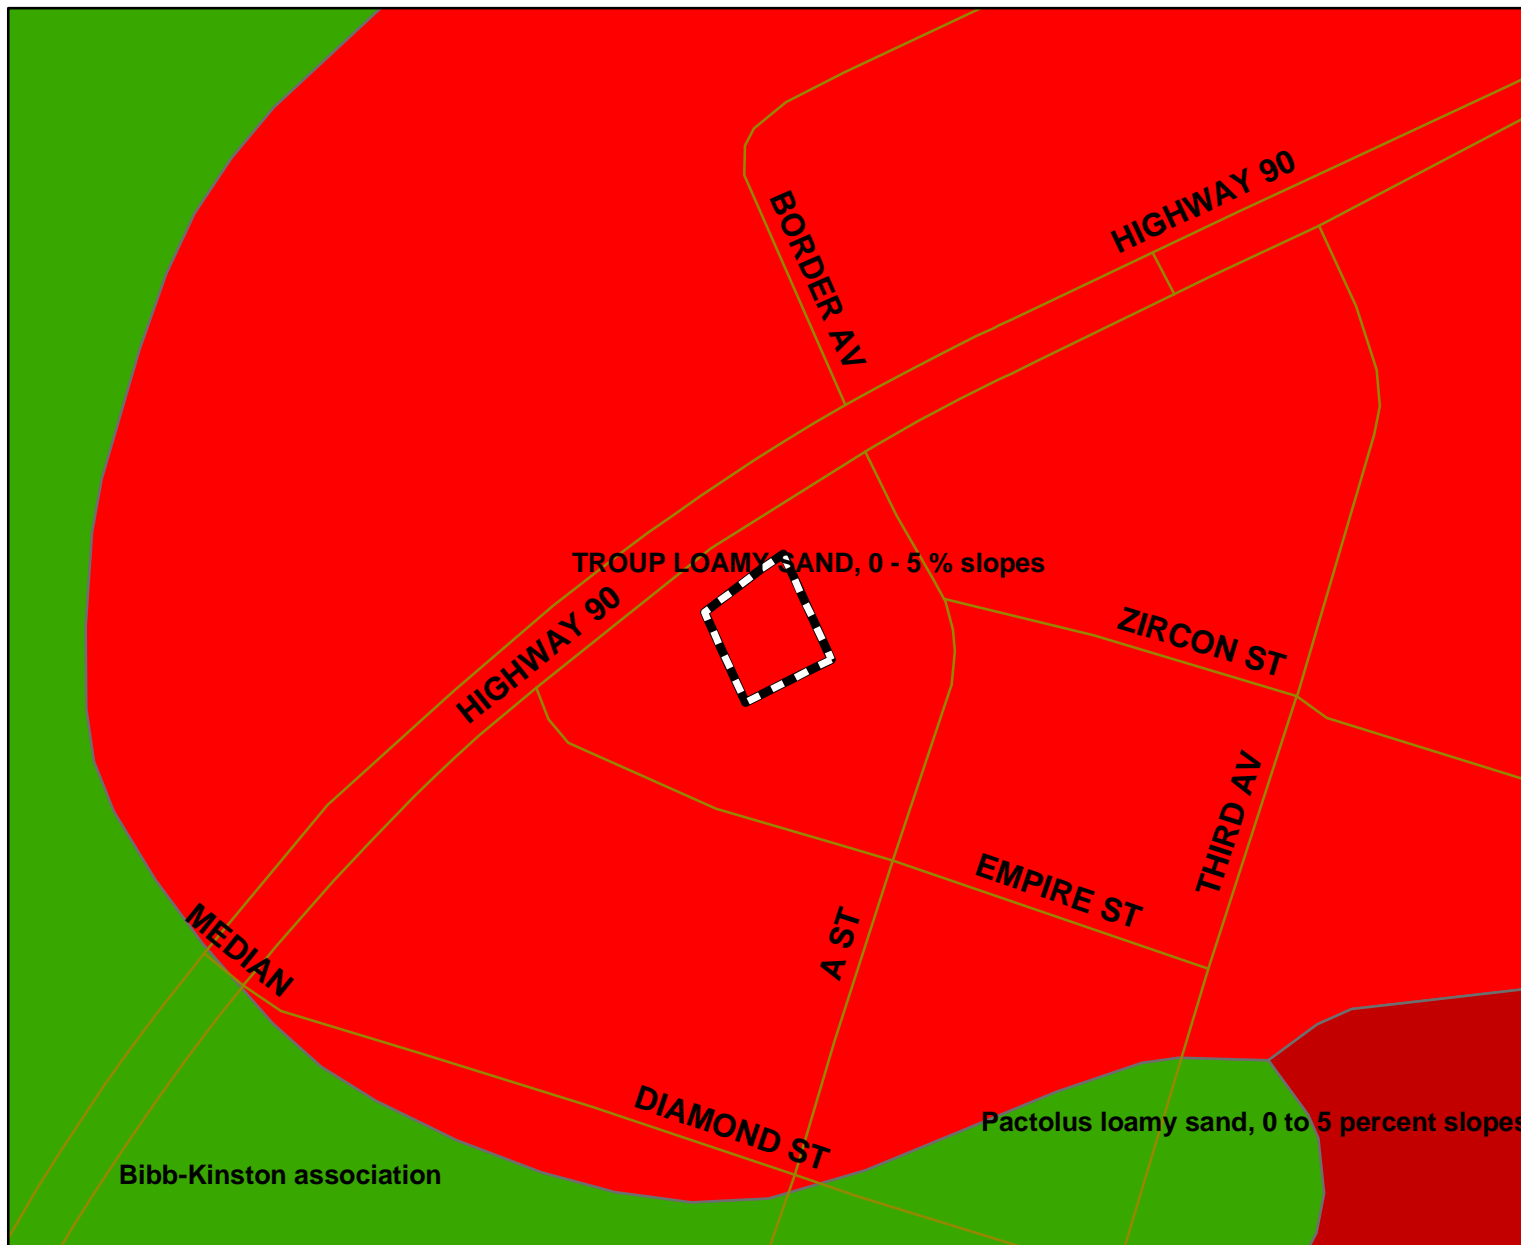 HIGHWAY 90
BORDER AV
TROUP LOAMY SAND, 0 - 5 % slopes
HIGHWAY 90
ZIRCON ST
THIRD AV
EMPIRE ST
MEDIAN
A ST
DIAMOND ST
Pactolus loamy sand, 0 to 5 percent slopes
Bibb-Kinston association